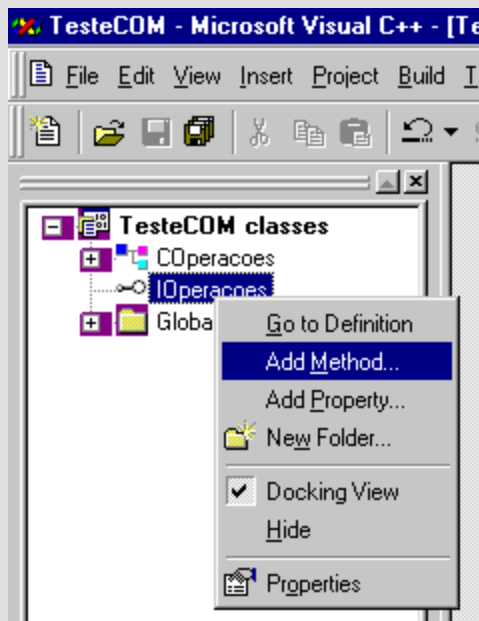 TesteCOM - Microsoft Visual C++ - [Te
File Edit View Insert Project Build T
TesteCOM classes
COperacoes
IOperacoes
Globa
Go to Definition
Add Method...
Add Property...
New Folder...
Docking View
Hide
Properties